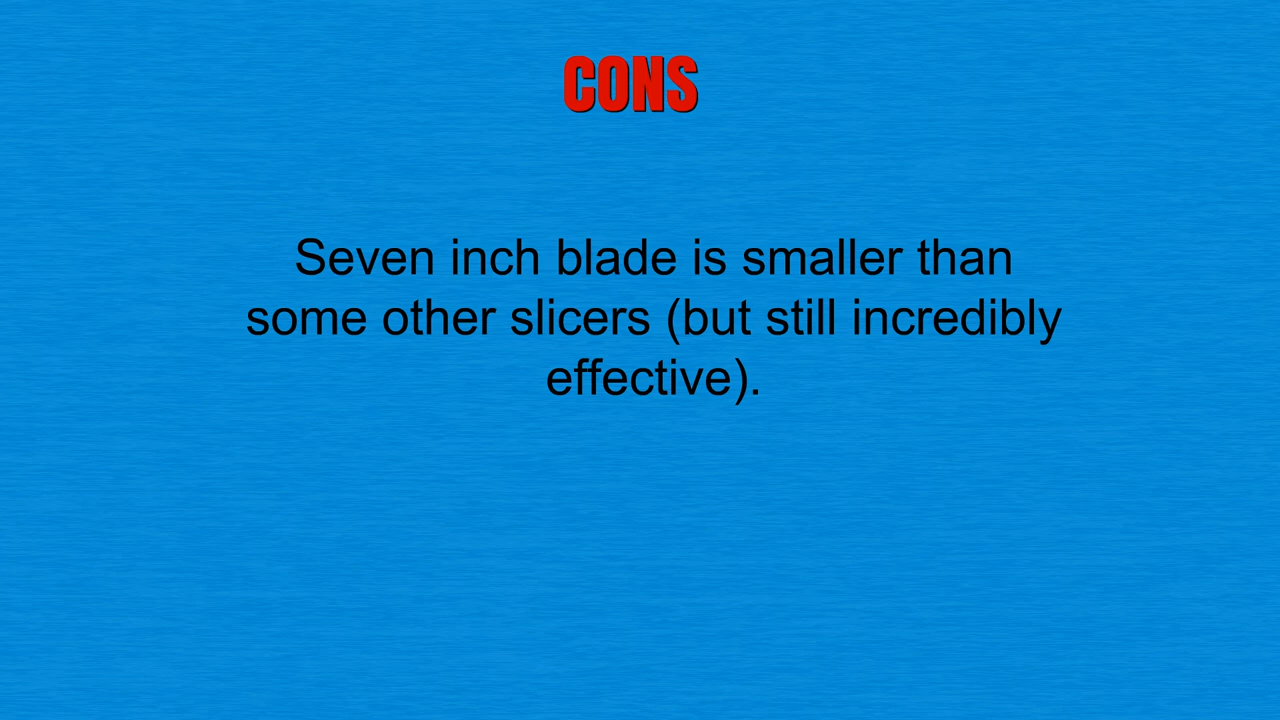 CONS
Seven inch blade is smaller than
some other slicers (but still incredibly
effective).